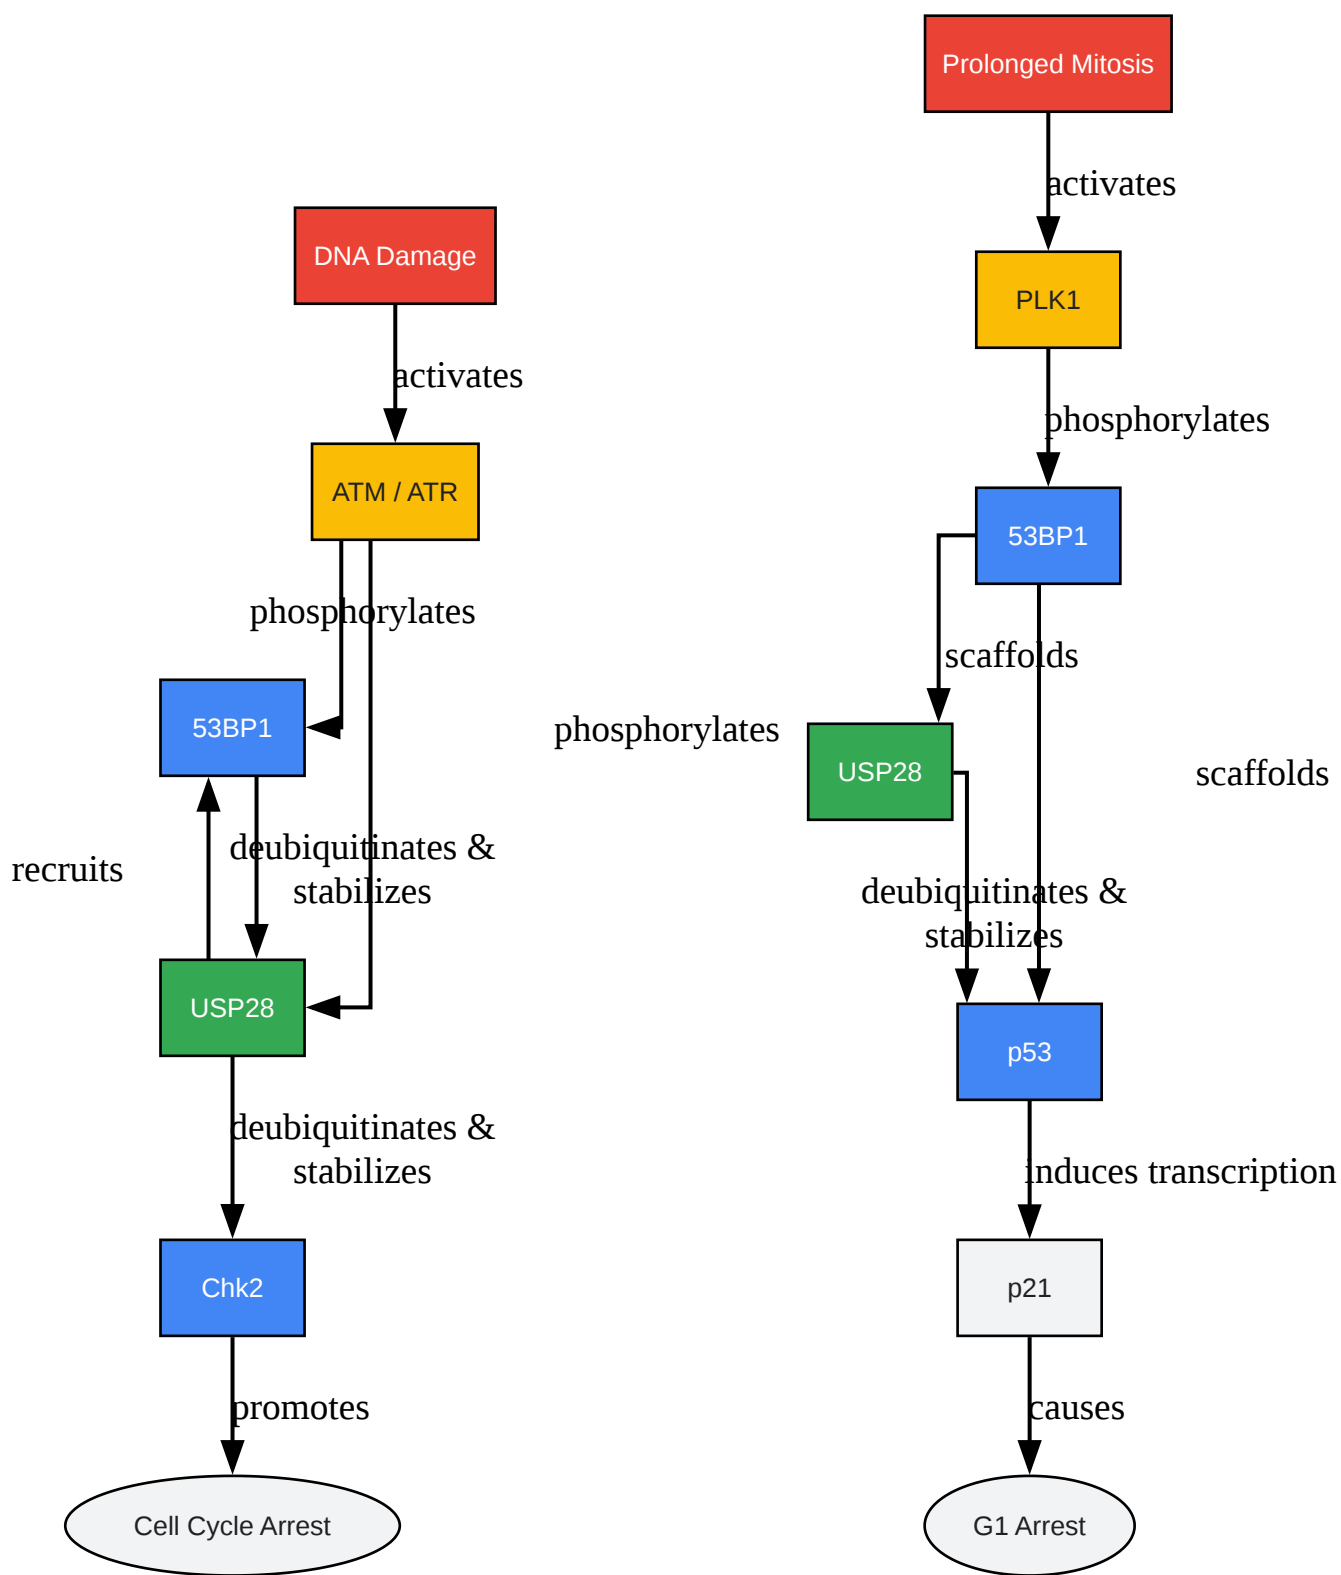 Prolonged Mitosis
activates
DNA Damage
PLK1
activates
phosphorylates
ATM / ATR
53BP1
phosphorylates
scaffolds
53BP1
phosphorylates
USP28
scaffolds
deubiquitinates &
stabilizes
recruits
deubiquitinates &
stabilizes
USP28
p53
deubiquitinates &
stabilizes
induces transcription
Chk2
p21
promotes
causes
Cell Cycle Arrest
G1 Arrest